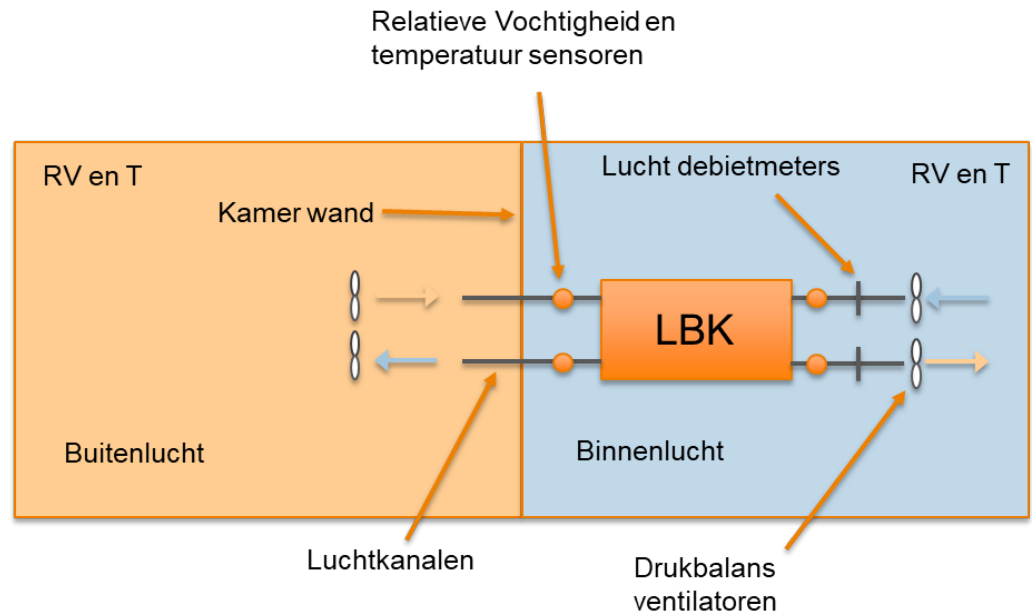 Relatieve Vochtigheid en
temperatuur sensoren
RV en T
Kamer wand
Lucht debietmeters
RV en T
LBK
Buitenlucht
Binnenlucht
Luchtkanalen
Drukbalans
ventilatoren